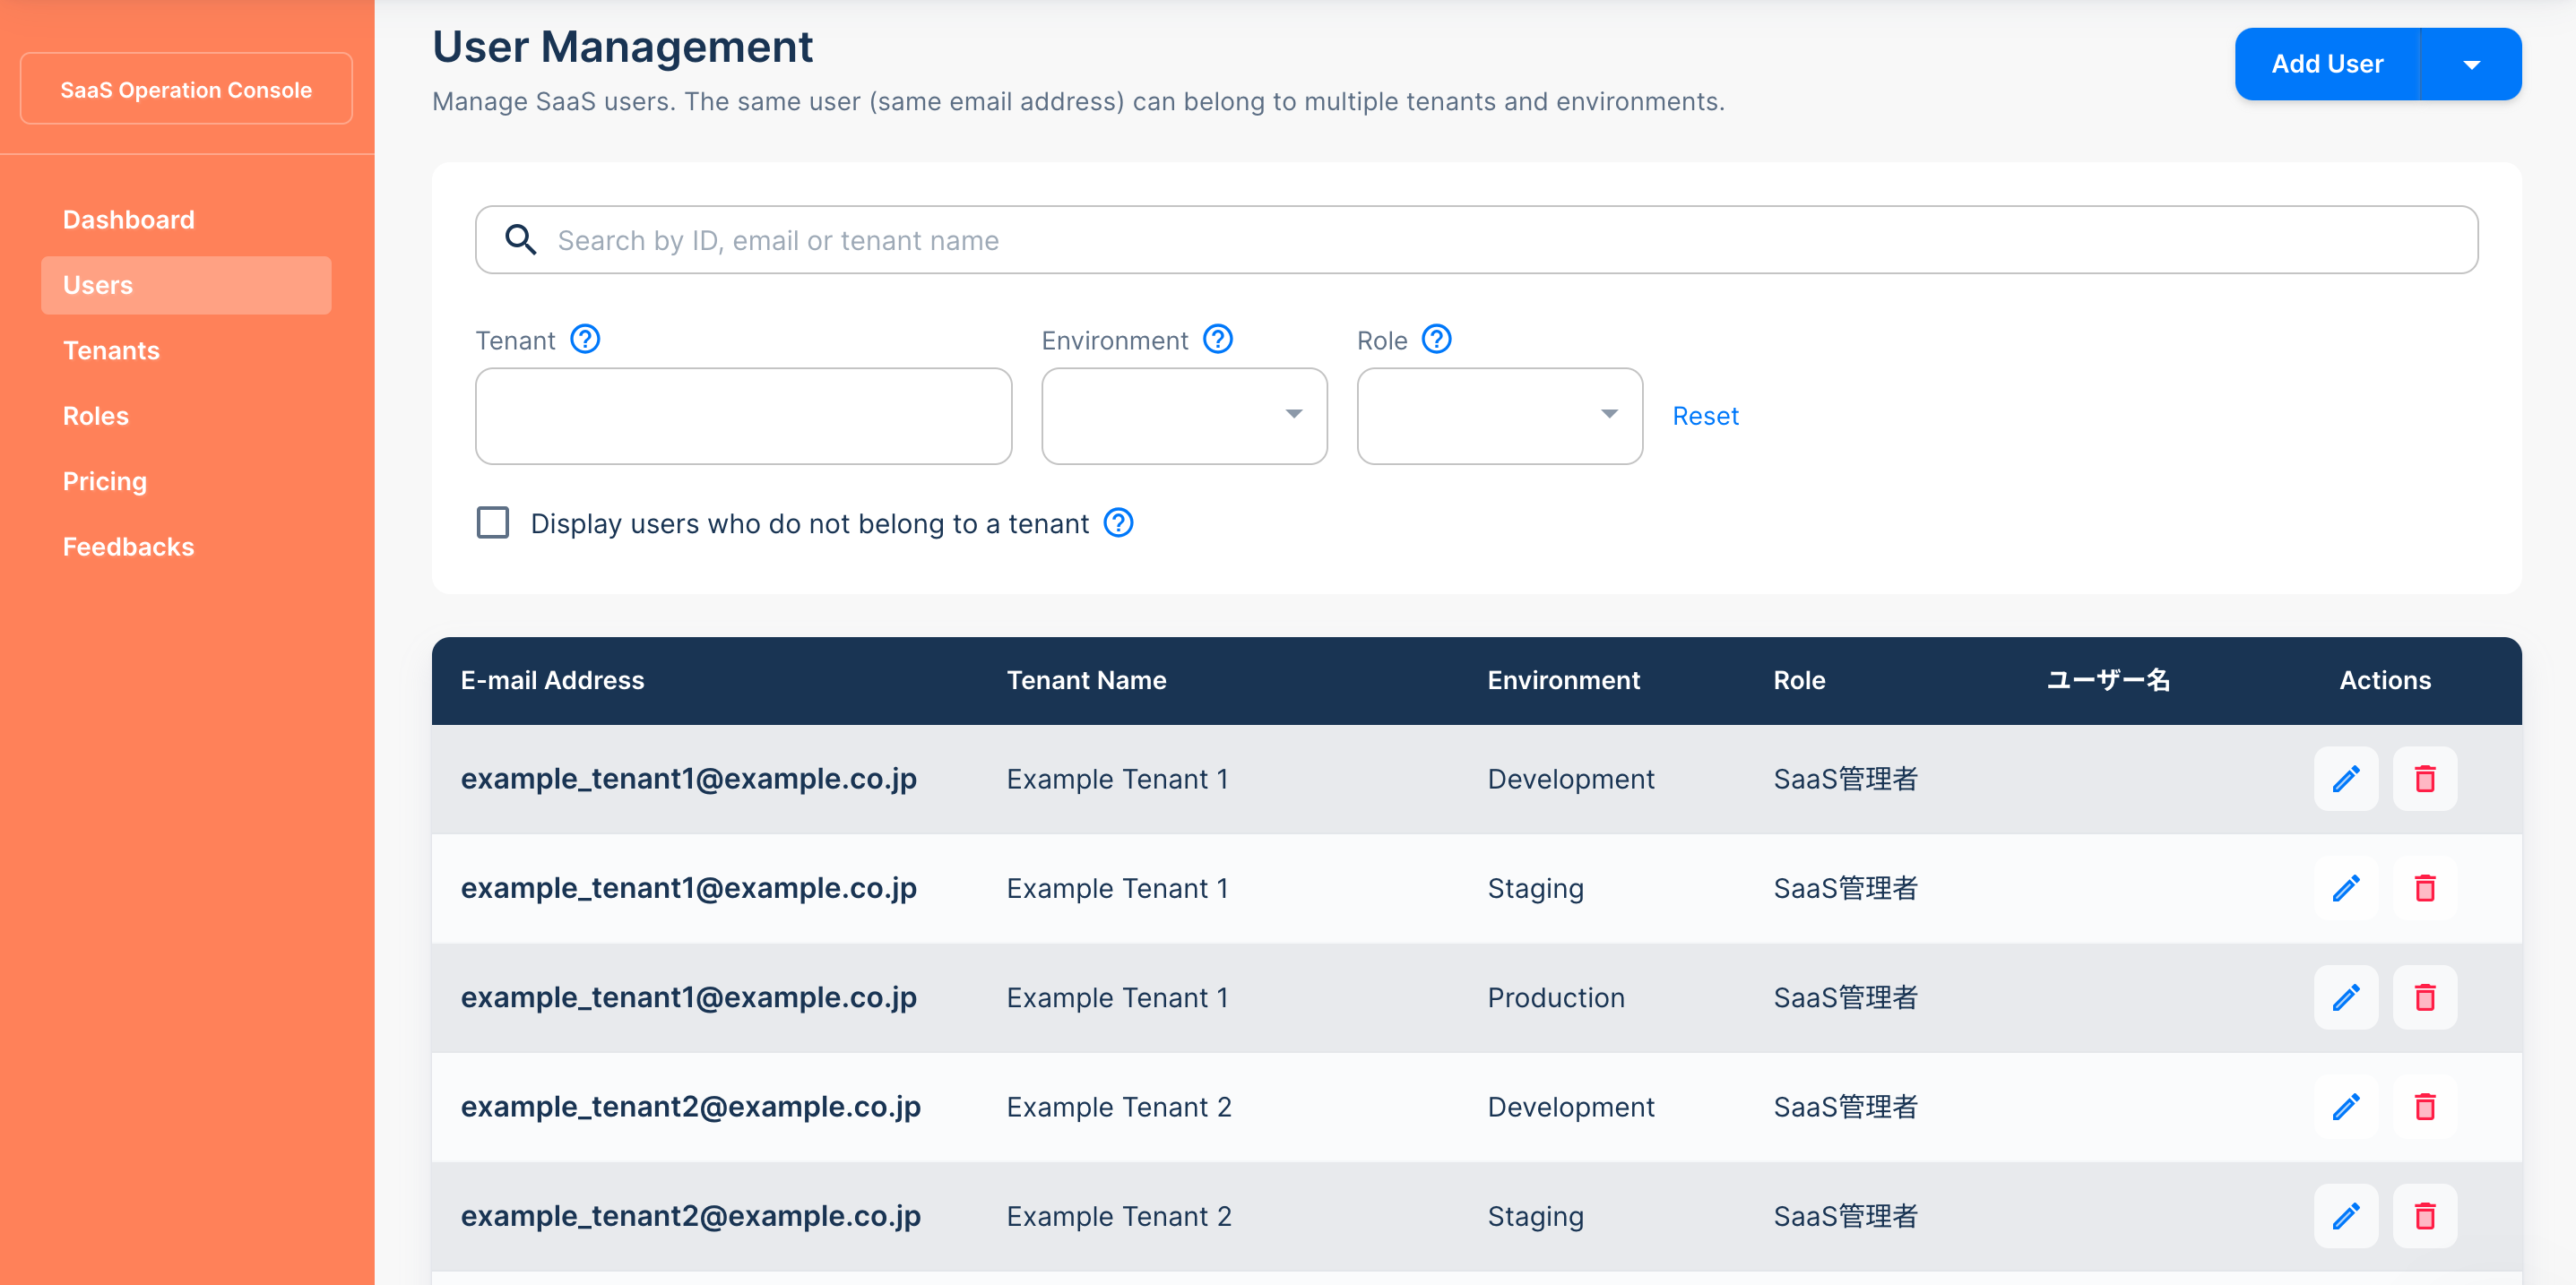 SaaS Operation Console
Dashboard
Users
Tenants
Roles
Pricing
Feedbacks
User Management
Manage SaaS users. The same user (same email address) can belong to multiple tenants and environments.
Add User
Search by ID, email or tenant name
Tenant ?
Environment ?
Role ?
Reset
Display users who do not belong to a tenant ?
E-mail Address Tenant Name Environment Role ユーザー名 Actions
example_tenant1@example.co.jp Example Tenant 1 Development SaaS管理者
example_tenant1@example.co.jp Example Tenant 1 Staging SaaS管理者
example_tenant1@example.co.jp Example Tenant 1 Production SaaS管理者
example_tenant2@example.co.jp Example Tenant 2 Development SaaS管理者
example_tenant2@example.co.jp Example Tenant 2 Staging SaaS管理者